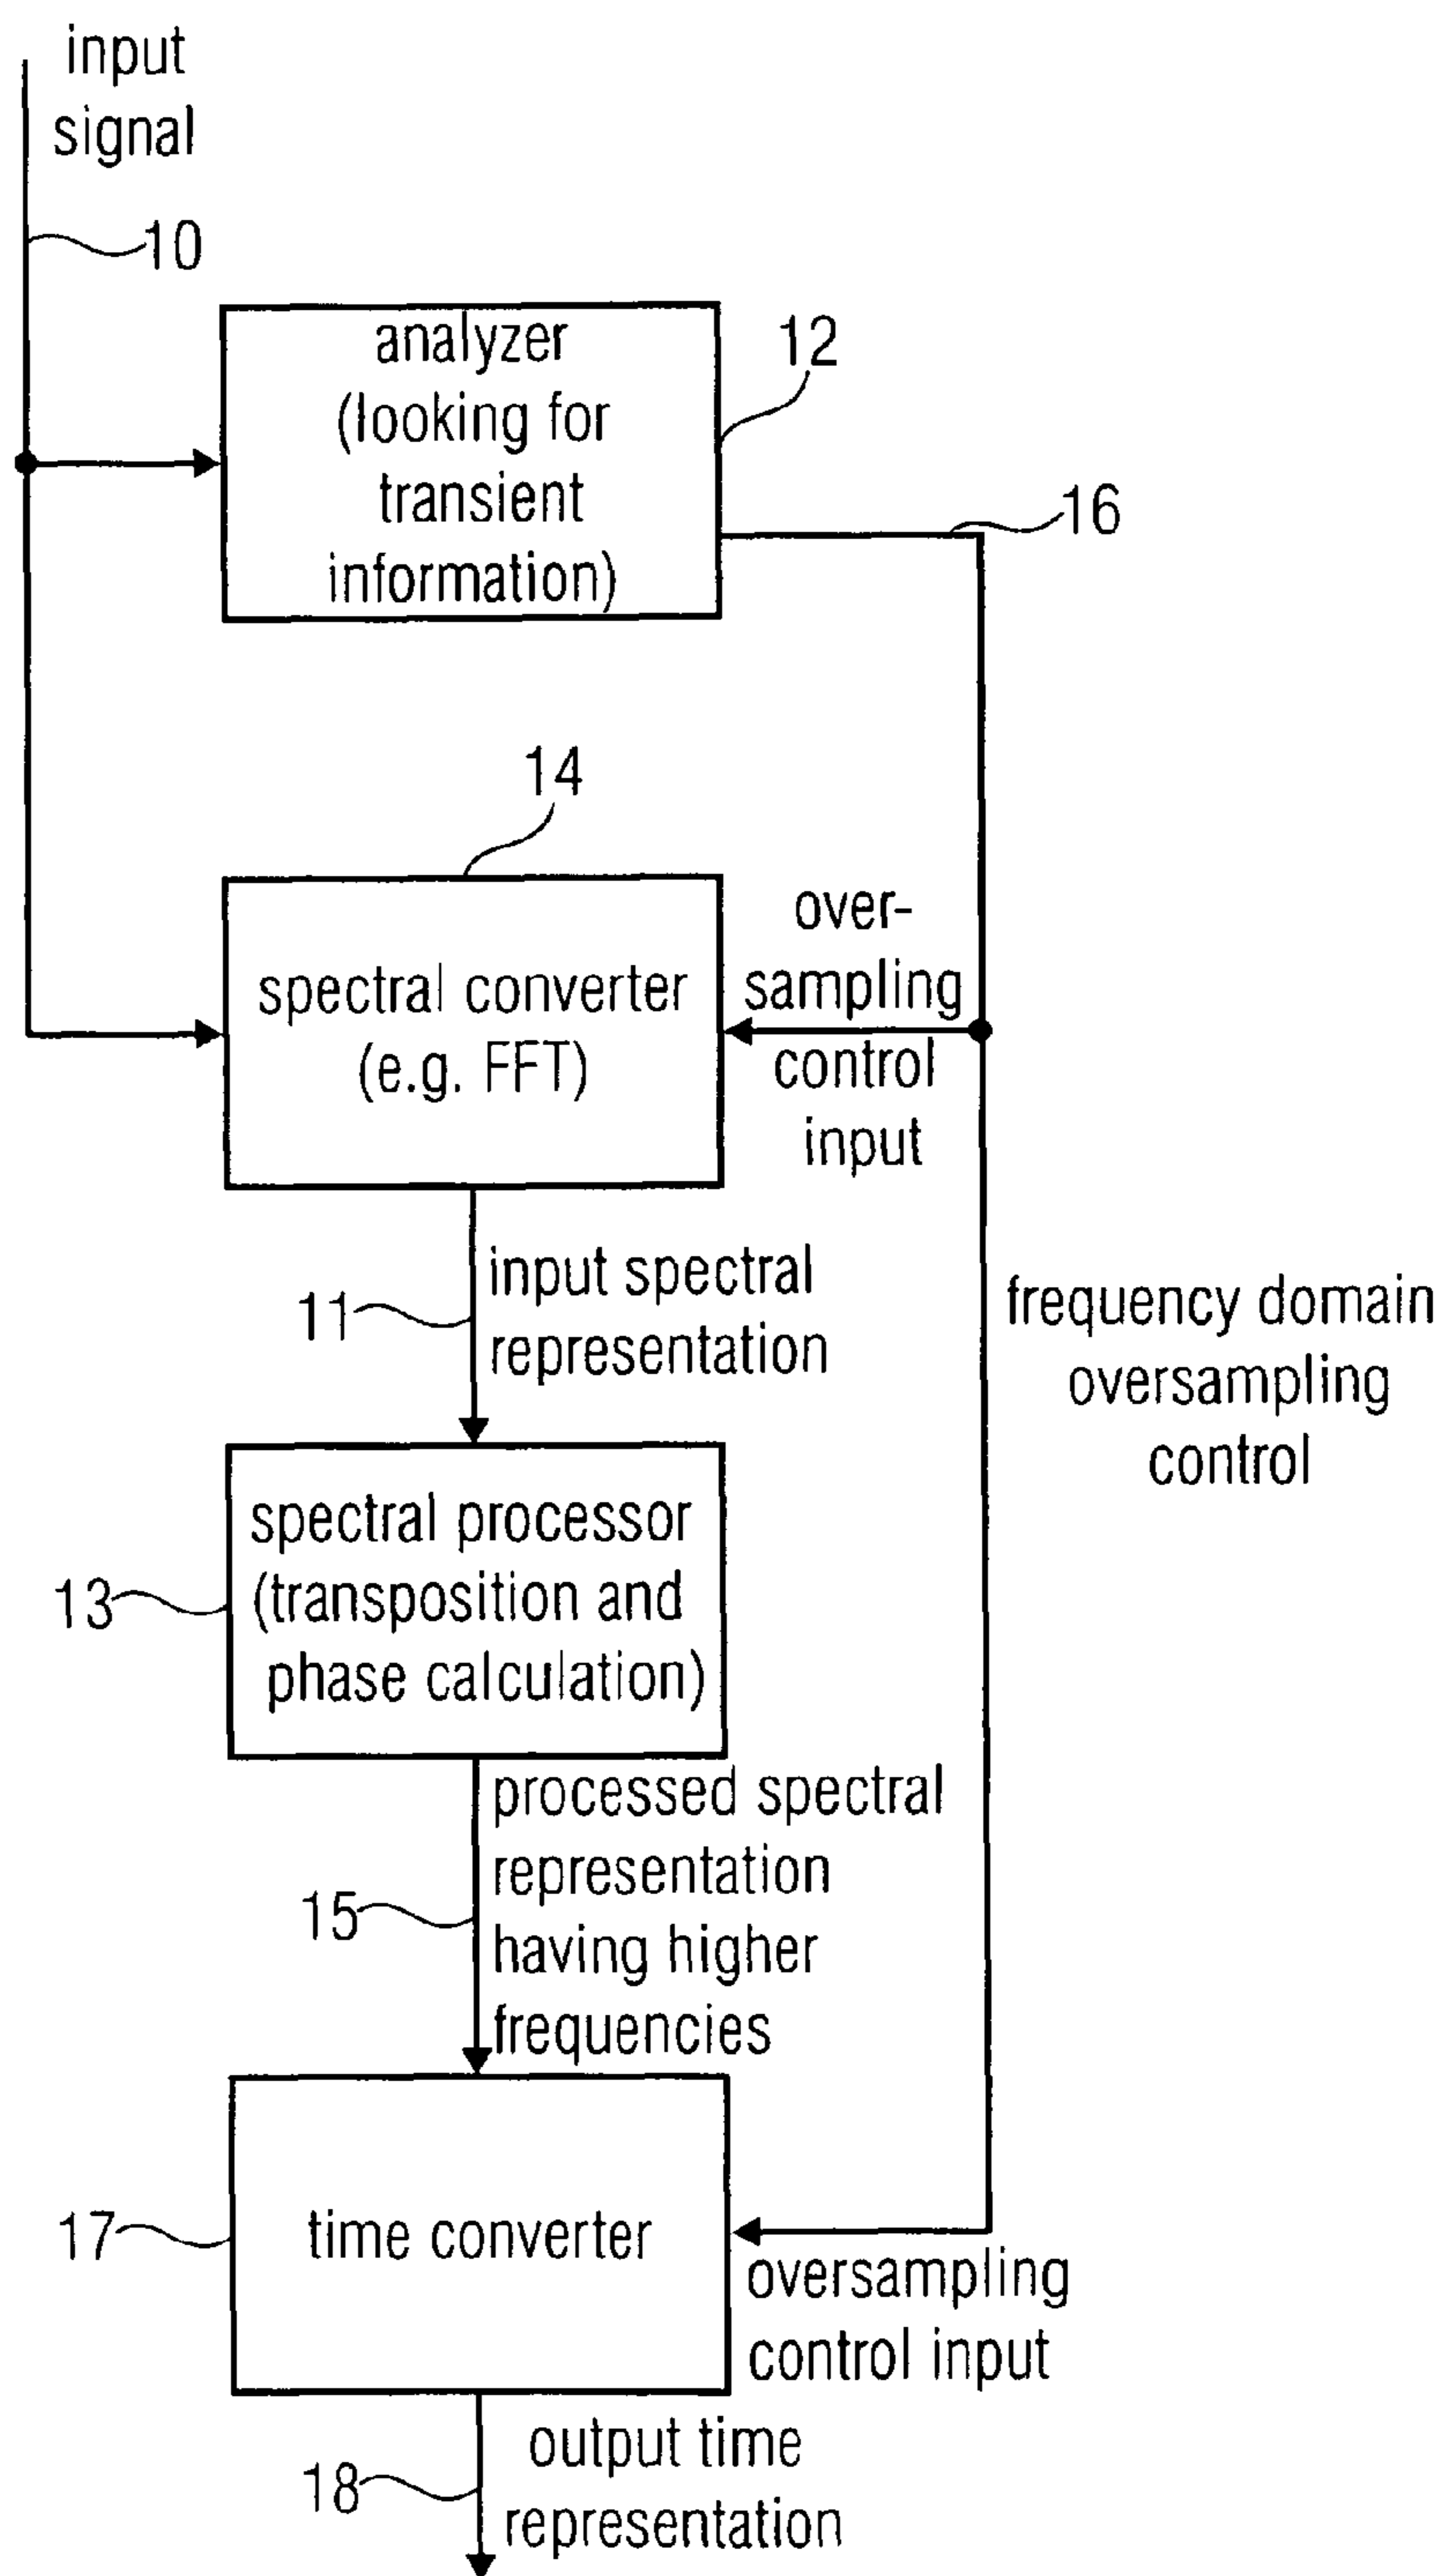 input
signal
10
analyzer
(looking for
transient
information)
12
16
14
spectral converter
(e.g. FFT)
over-
sampling
control
input
11
input spectral
representation
frequency domain
oversampling
control
spectral processor
(transposition and
phase calculation)
13
processed spectral
representation
having higher
frequencies
15
time converter
17
oversampling
control input
output time
representation
18